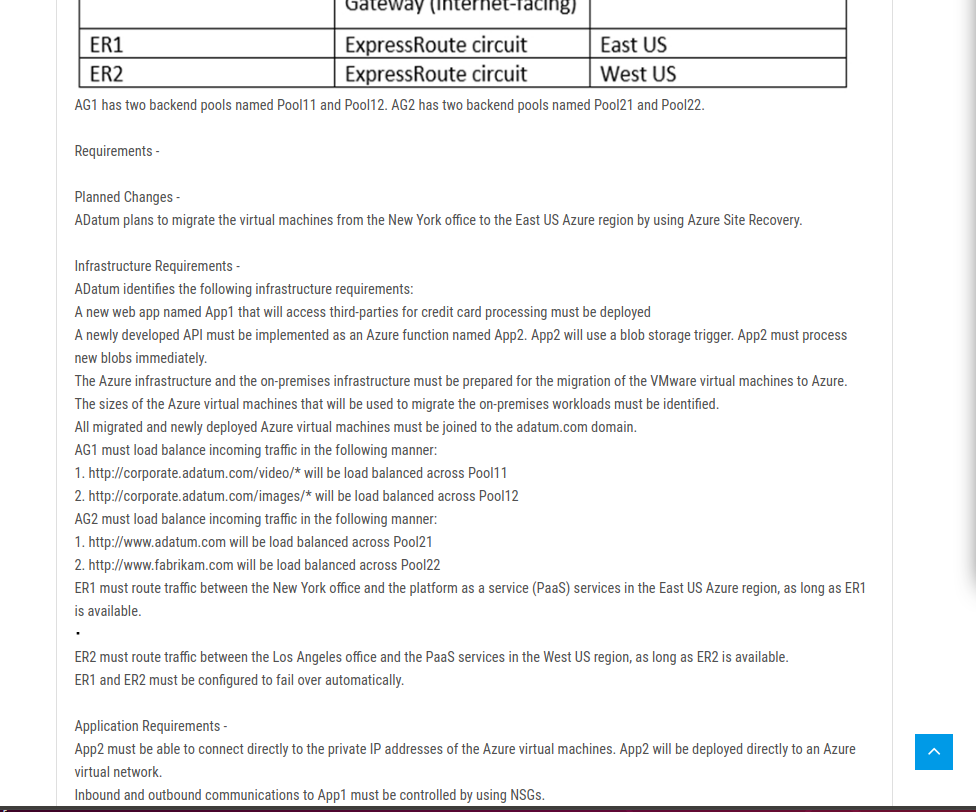 Gateway (Internet-facing)
ER1 ExpressRoute circuit East US
ER2 ExpressRoute circuit West US
AG1 has two backend pools named Pool11 and Pool12. AG2 has two backend pools named Pool21 and Pool22.
Requirements -
Planned Changes -
ADatum plans to migrate the virtual machines from the New York office to the East US Azure region by using Azure Site Recovery.
Infrastructure Requirements -
ADatum identifies the following infrastructure requirements:
A new web app named App1 that will access third-parties for credit card processing must be deployed
A newly developed API must be implemented as an Azure function named App2. App2 will use a blob storage trigger. App2 must process
new blobs immediately.
The Azure infrastructure and the on-premises infrastructure must be prepared for the migration of the VMware virtual machines to Azure.
The sizes of the Azure virtual machines that will be used to migrate the on-premises workloads must be identified.
All migrated and newly deployed Azure virtual machines must be joined to the adatum.com domain.
AG1 must load balance incoming traffic in the following manner:
1. http://corporate.adatum.com/video/* will be load balanced across Pool11
2. http://corporate.adatum.com/images/* will be load balanced across Pool12
AG2 must load balance incoming traffic in the following manner:
1. http://www.adatum.com will be load balanced across Pool21
2. http://www.fabrikam.com will be load balanced across Pool22
ER1 must route traffic between the New York office and the platform as a service (PaaS) services in the East US Azure region, as long as ER1
is available.
▪
ER2 must route traffic between the Los Angeles office and the PaaS services in the West US region, as long as ER2 is available.
ER1 and ER2 must be configured to fail over automatically.
Application Requirements -
App2 must be able to connect directly to the private IP addresses of the Azure virtual machines. App2 will be deployed directly to an Azure
virtual network.
Inbound and outbound communications to App1 must be controlled by using NSGs.